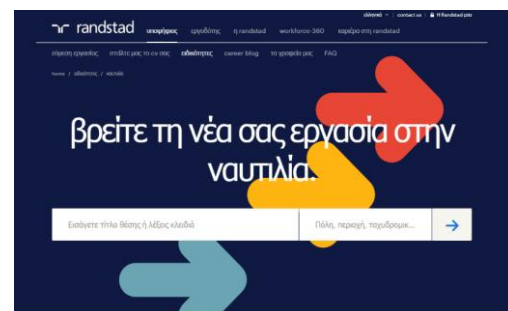 ελληνικά contact us Η Randstad μου
randstad υποψήφιος εργοδότης η randstad workforce 360 καριέρα στη randstad
εύρεση εργασίας στείλτε μας το cv σας ειδικότητες career blog τα γραφεία μας FAQ
home / ειδικότητες / ναυτιλία
βρείτε τη νέα σας εργασία στην
ναυτιλία.
Εισάγετε τίτλο θέσης ή λέξεις κλειδιά Πόλη, περιοχή, ταχυδρομικ...